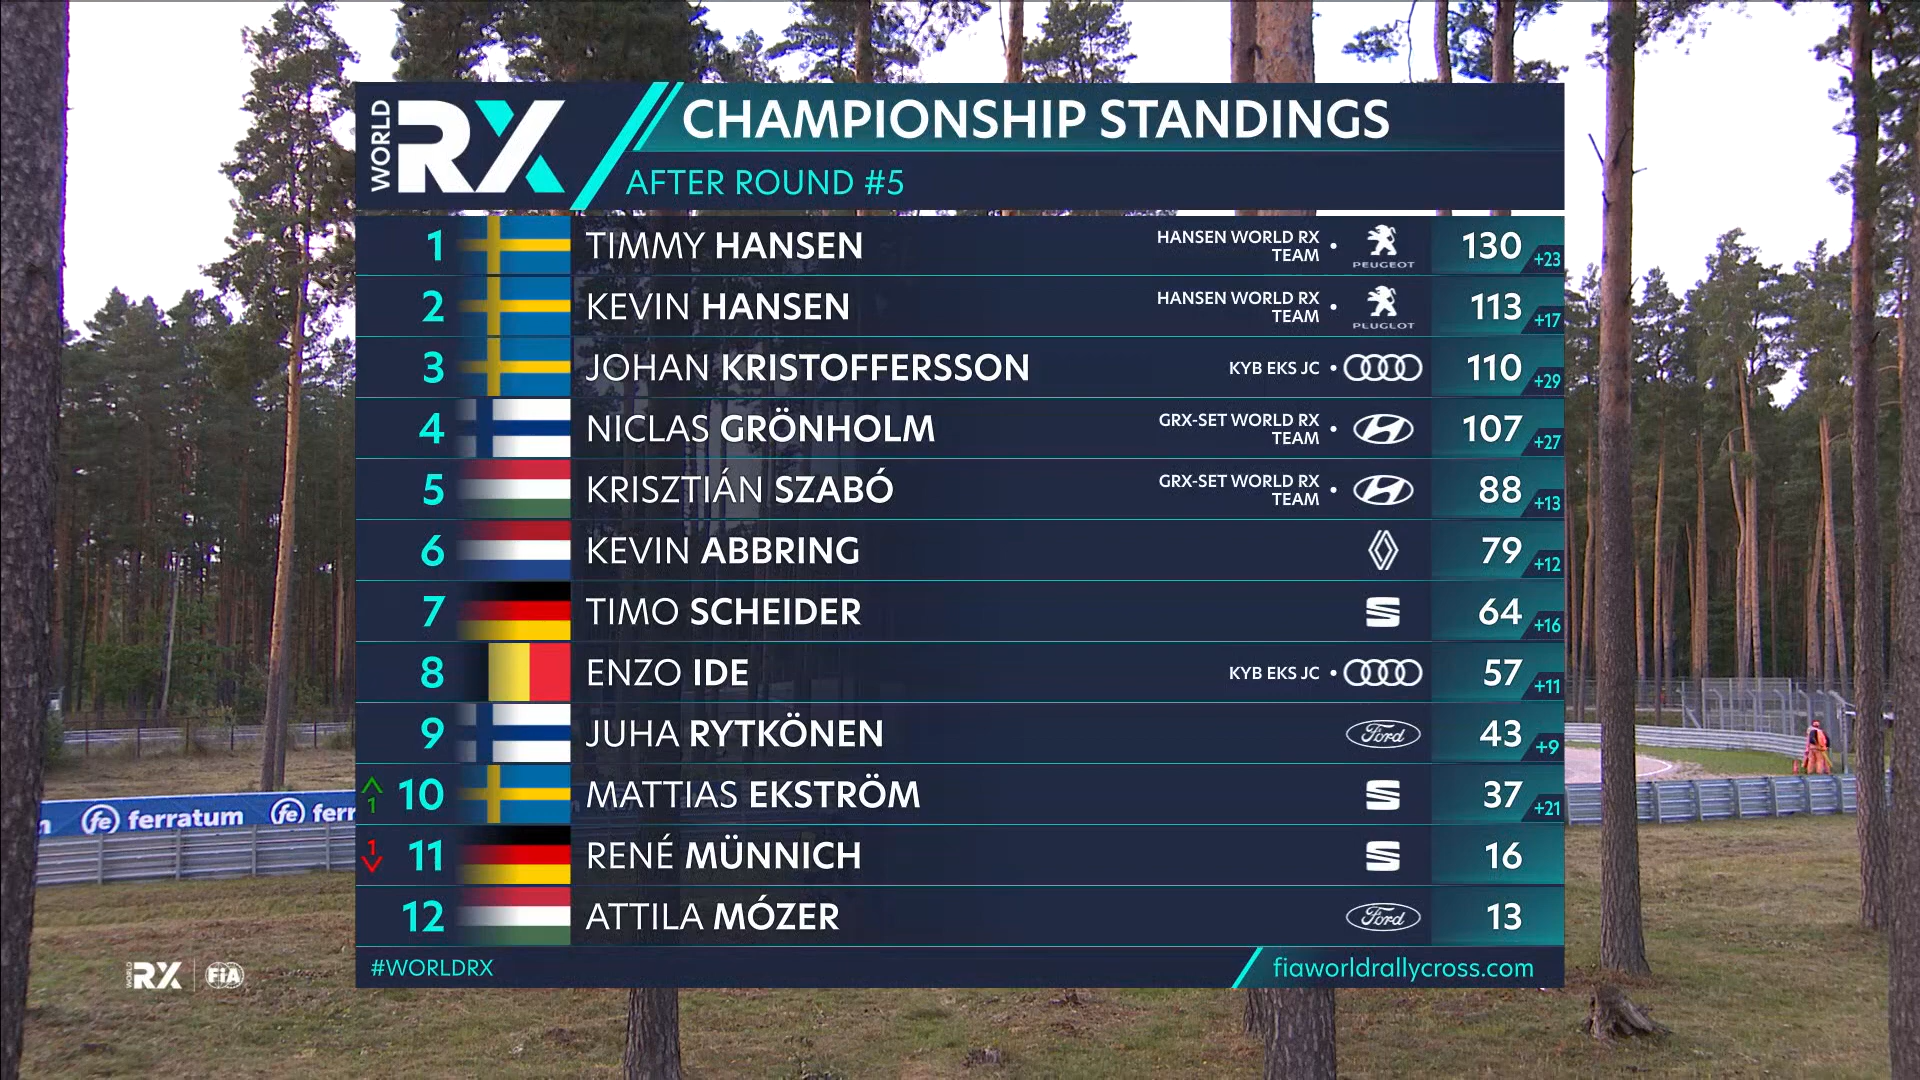 WORLD RX
CHAMPIONSHIP STANDINGS
AFTER ROUND #5
1 TIMMY HANSEN HANSEN WORLD RX TEAM • PEUGEOT 130 +23
2 KEVIN HANSEN HANSEN WORLD RX TEAM • PEUGEOT 113 +17
3 JOHAN KRISTOFFERSSON KYB EKS JC • 110 +29
4 NICLAS GRÖNHOLM GRX-SET WORLD RX TEAM • 107 +27
5 KRISZTIÁN SZABÓ GRX-SET WORLD RX TEAM • 88 +13
6 KEVIN ABBRING 79 +12
7 TIMO SCHEIDER 64 +16
8 ENZO IDE KYB EKS JC • 57 +11
9 JUHA RYTKÖNEN Ford 43 +9
1 10 MATTIAS EKSTRÖM 37 +21
1 11 RENÉ MÜNNICH 16
12 ATTILA MÓZER Ford 13
#WORLDRX fiaworldrallycross.com
fe ferratum fe ferr
WORLD RX FIA